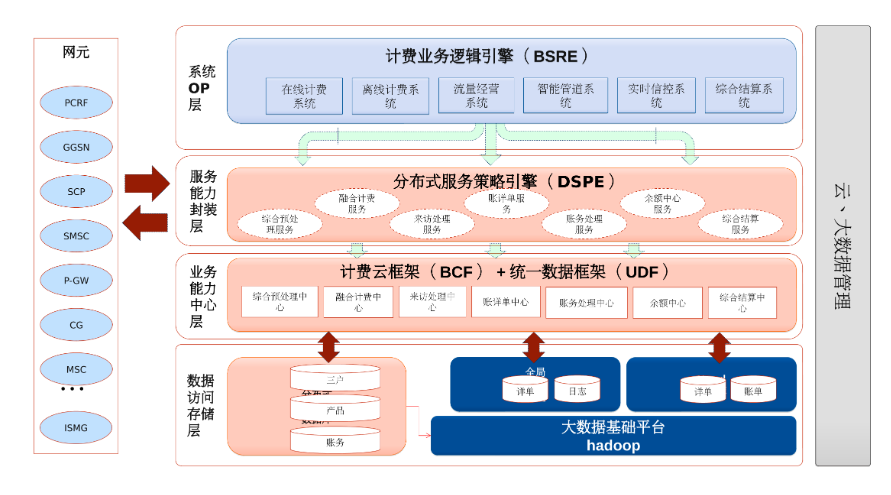 网元
PCRF
GGSN
SCP
SMSC
P-GW
CG
MSC
•••
ISMG
系统
OP
层
计费业务逻辑引擎（BSRE）
在线计费
系统
离线计费系
统
流量经营
系统
智能管道系
统
实时信控系
统
综合结算系
统
服务
能力
封装
层
分布式服务策略引擎（DSPE）
综合预处
理服务
融合计费
服务
来访处理
服务
账详单服
务
账务处理
服务
余额中心
服务
综合结算
服务
业务
能力
中心
层
计费云框架（BCF）+统一数据框架（UDF）
综合预处理中
心
融合计费中
心
来访处理中
心
账详单中心
账务处理中心
余额中心
综合结算中
心
数据
访问
存储
层
三户
产品
账务
全局
详单
日志
详单
账单
大数据基础平台
hadoop
云、大数据管理